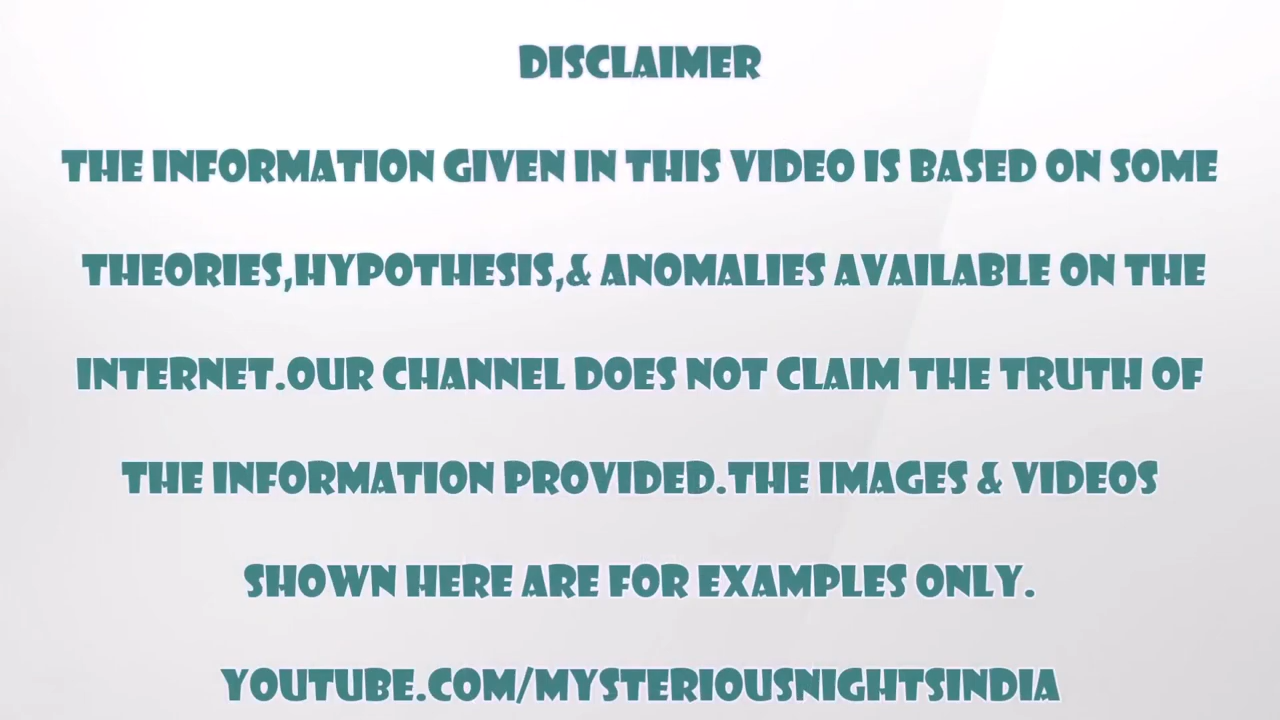 DISCLAIMER
THE INFORMATION GIVEN IN THIS VIDEO IS BASED ON SOME
THEORIES,HYPOTHESIS,& ANOMALIES AVAILABLE ON THE
INTERNET.OUR CHANNEL DOES NOT CLAIM THE TRUTH OF
THE INFORMATION PROVIDED.THE IMAGES & VIDEOS
SHOWN HERE ARE FOR EXAMPLES ONLY.
YOUTUBE.COM/MYSTERIOUSNIGHTSINDIA